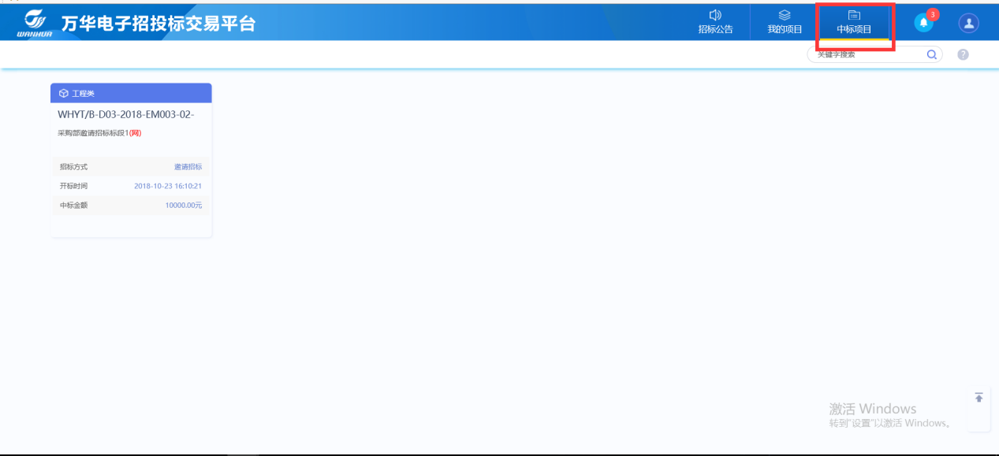 WANHUA
万华电子招投标交易平台
招标公告
我的项目
中标项目
3
关键字搜索
?
工程类
WHYT/B-D03-2018-EM003-02-
采购部邀请招标标段1(网)
招标方式 邀请招标
开标时间 2018-10-23 16:10:21
中标金额 10000.00元
激活 Windows
转到"设置"以激活 Windows。